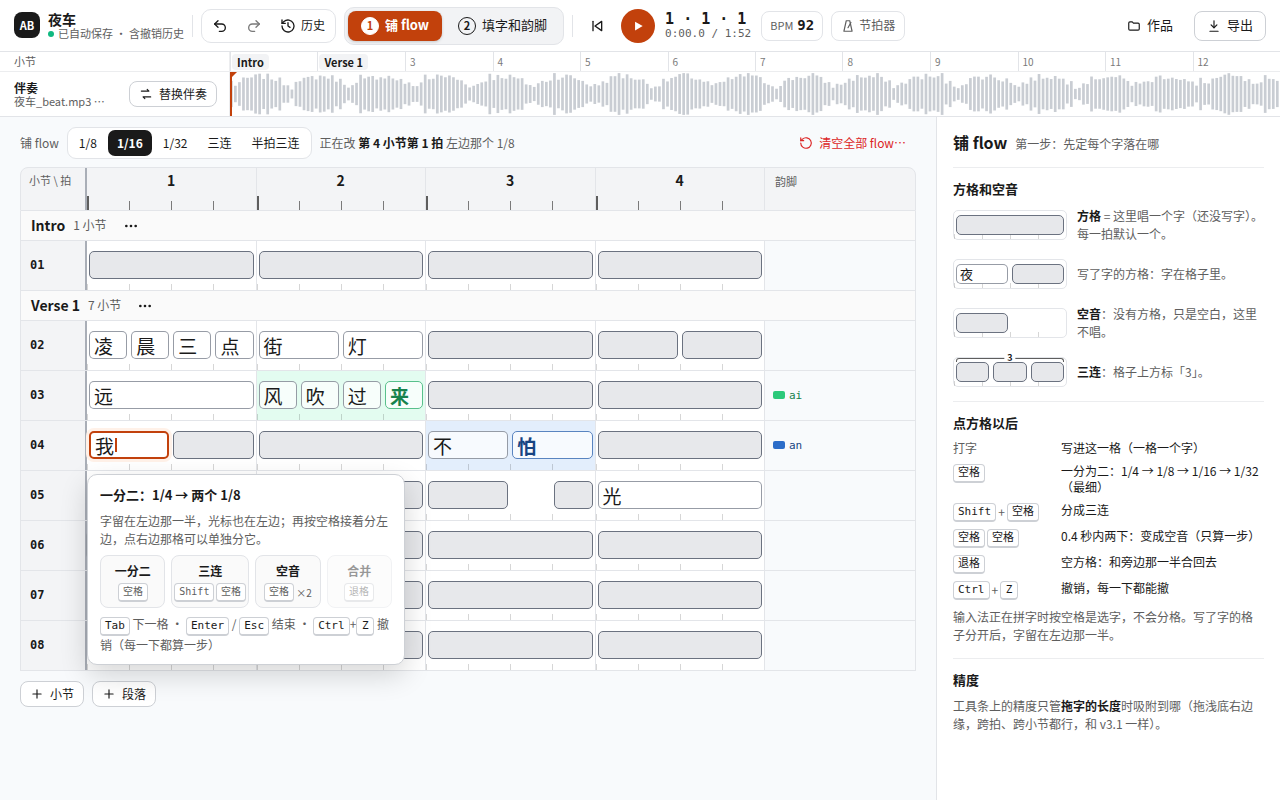 AB 夜车
已自动保存 · 含撤销历史
历史
1 铺 flow
2 填字和韵脚
1 · 1 · 1
0:00.0 / 1:52
BPM 92
节拍器
作品
导出
小节 Intro Verse 1 3 4 5 6 7 8 9 10 11 12
伴奏
夜车_beat.mp3 ···
替换伴奏
铺 flow 1/8 1/16 1/32 三连 半拍三连 正在改 第 4 小节第 1 拍 左边那个 1/8
清空全部 flow···
小节 \ 拍 1 2 3 4 韵脚
Intro 1 小节 ···
01
Verse 1 7 小节 ···
02 凌 晨 三 点 街 灯
03 远 风 吹 过 来 ai
04 我 不 怕 an
05 光
06
07
08
一分二：1/4 → 两个 1/8
字留在左边那一半，光标也在左边；再按空格接着分左
边，点右边那格可以单独分它。
一分二 三连 空音 合并
空格 Shift 空格 空格 ×2 退格
Tab 下一格 · Enter / Esc 结束 · Ctrl+Z 撤
销（每一下都算一步）
小节
段落
铺 flow 第一步：先定每个字落在哪
方格和空音
方格 = 这里唱一个字（还没写字）。
每一拍默认一个。
夜 写了字的方格：字在格子里。
空音：没有方格，只是空白，这里
不唱。
3
三连：格子上方标「3」。
点方格以后
打字 写进这一格（一格一个字）
空格 一分为二：1/4 → 1/8 → 1/16 → 1/32
（最细）
Shift + 空格 分成三连
空格 空格 0.4 秒内两下：变成空音（只算一步）
退格 空方格：和旁边那一半合回去
Ctrl + Z 撤销，每一下都能撤
输入法正在拼字时按空格是选字，不会分格。写了字的格
子分开后，字留在左边那一半。
精度
工具条上的精度只管拖字的长度时吸附到哪（拖浅底右边
缘，跨拍、跨小节都行，和 v3.1 一样）。